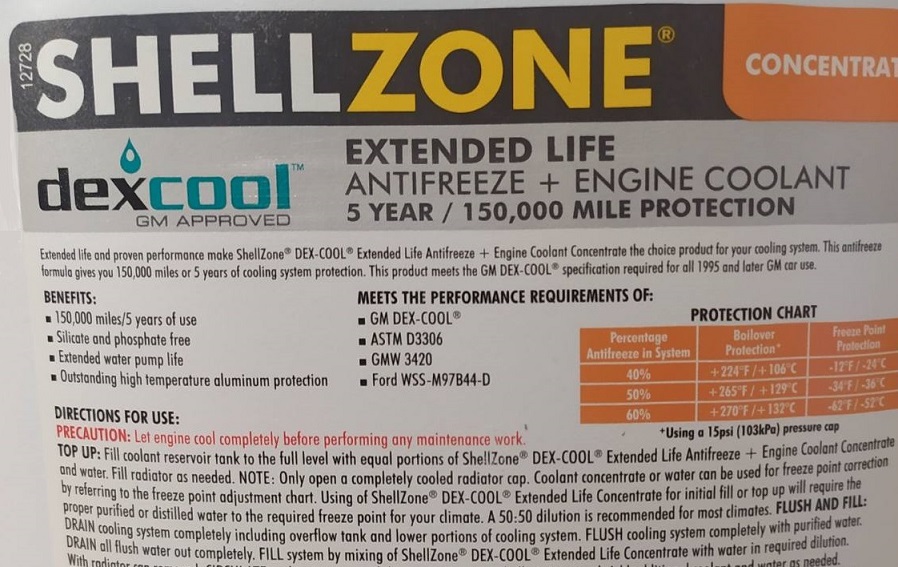 12728
SHELLZONE®
CONCENTRAT
dexcool™
GM APPROVED
EXTENDED LIFE
ANTIFREEZE + ENGINE COOLANT
5 YEAR / 150,000 MILE PROTECTION
Extended life and proven performance make ShellZone® DEX-COOL® Extended Life Antifreeze + Engine Coolant Concentrate the choice product for your cooling system. This antifreeze
formula gives you 150,000 miles or 5 years of cooling system protection. This product meets the GM DEX-COOL® specification required for all 1995 and later GM car use.
BENEFITS:
▪ 150,000 miles/5 years of use
▪ Silicate and phosphate free
▪ Extended water pump life
▪ Outstanding high temperature aluminum protection
MEETS THE PERFORMANCE REQUIREMENTS OF:
▪ GM DEX-COOL®
▪ ASTM D3306
▪ GMW 3420
▪ Ford WSS-M97B44-D
PROTECTION CHART
Percentage Antifreeze in System Boilover Protection* Freeze Point Protection
40% +224°F/+106°C -12°F/-24°C
50% +265°F/+129°C -34°F/-36°C
60% +270°F/+132°C -62°F/-52°C
*Using a 15psi (103kPa) pressure cap
DIRECTIONS FOR USE:
PRECAUTION: Let engine cool completely before performing any maintenance work.
TOP UP: Fill coolant reservoir tank to the full level with equal portions of ShellZone® DEX-COOL® Extended Life Antifreeze + Engine Coolant Concentrate
and water. Fill radiator as needed. NOTE: Only open a completely cooled radiator cap. Coolant concentrate or water can be used for freeze point correction
by referring to the freeze point adjustment chart. Using of ShellZone® DEX-COOL® Extended Life Concentrate for initial fill or top up will require the
proper purified or distilled water to the required freeze point for your climate. A 50:50 dilution is recommended for most climates. FLUSH AND FILL:
DRAIN cooling system completely including overflow tank and lower portions of cooling system. FLUSH cooling system completely with purified water.
DRAIN all flush water out completely. FILL system by mixing of ShellZone® DEX-COOL® Extended Life Concentrate with water in required dilution.
With radiator and water as needed.